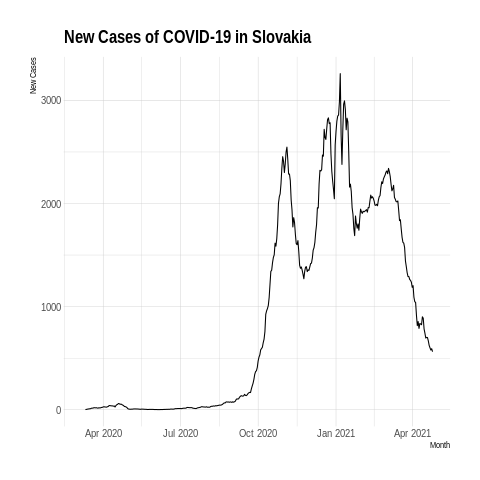 New Cases of COVID-19 in Slovakia
New Cases
3000
2000
1000
0
Apr 2020
Jul 2020
Oct 2020
Jan 2021
Apr 2021
Month